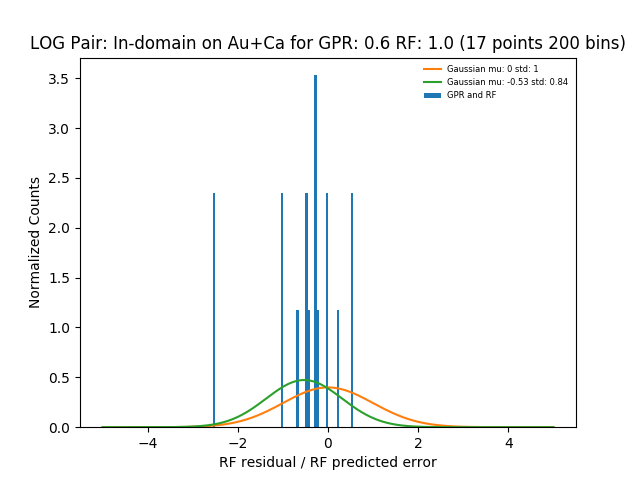 LOG Pair: In-domain on Au+Ca for GPR: 0.6 RF: 1.0 (17 points 200 bins)
Gaussian mu: 0 std: 1
Gaussian mu: -0.53 std: 0.84
GPR and RF
Normalized Counts
3.5
3.0
2.5
2.0
1.5
1.0
0.5
0.0
−4
−2
0
2
4
RF residual / RF predicted error